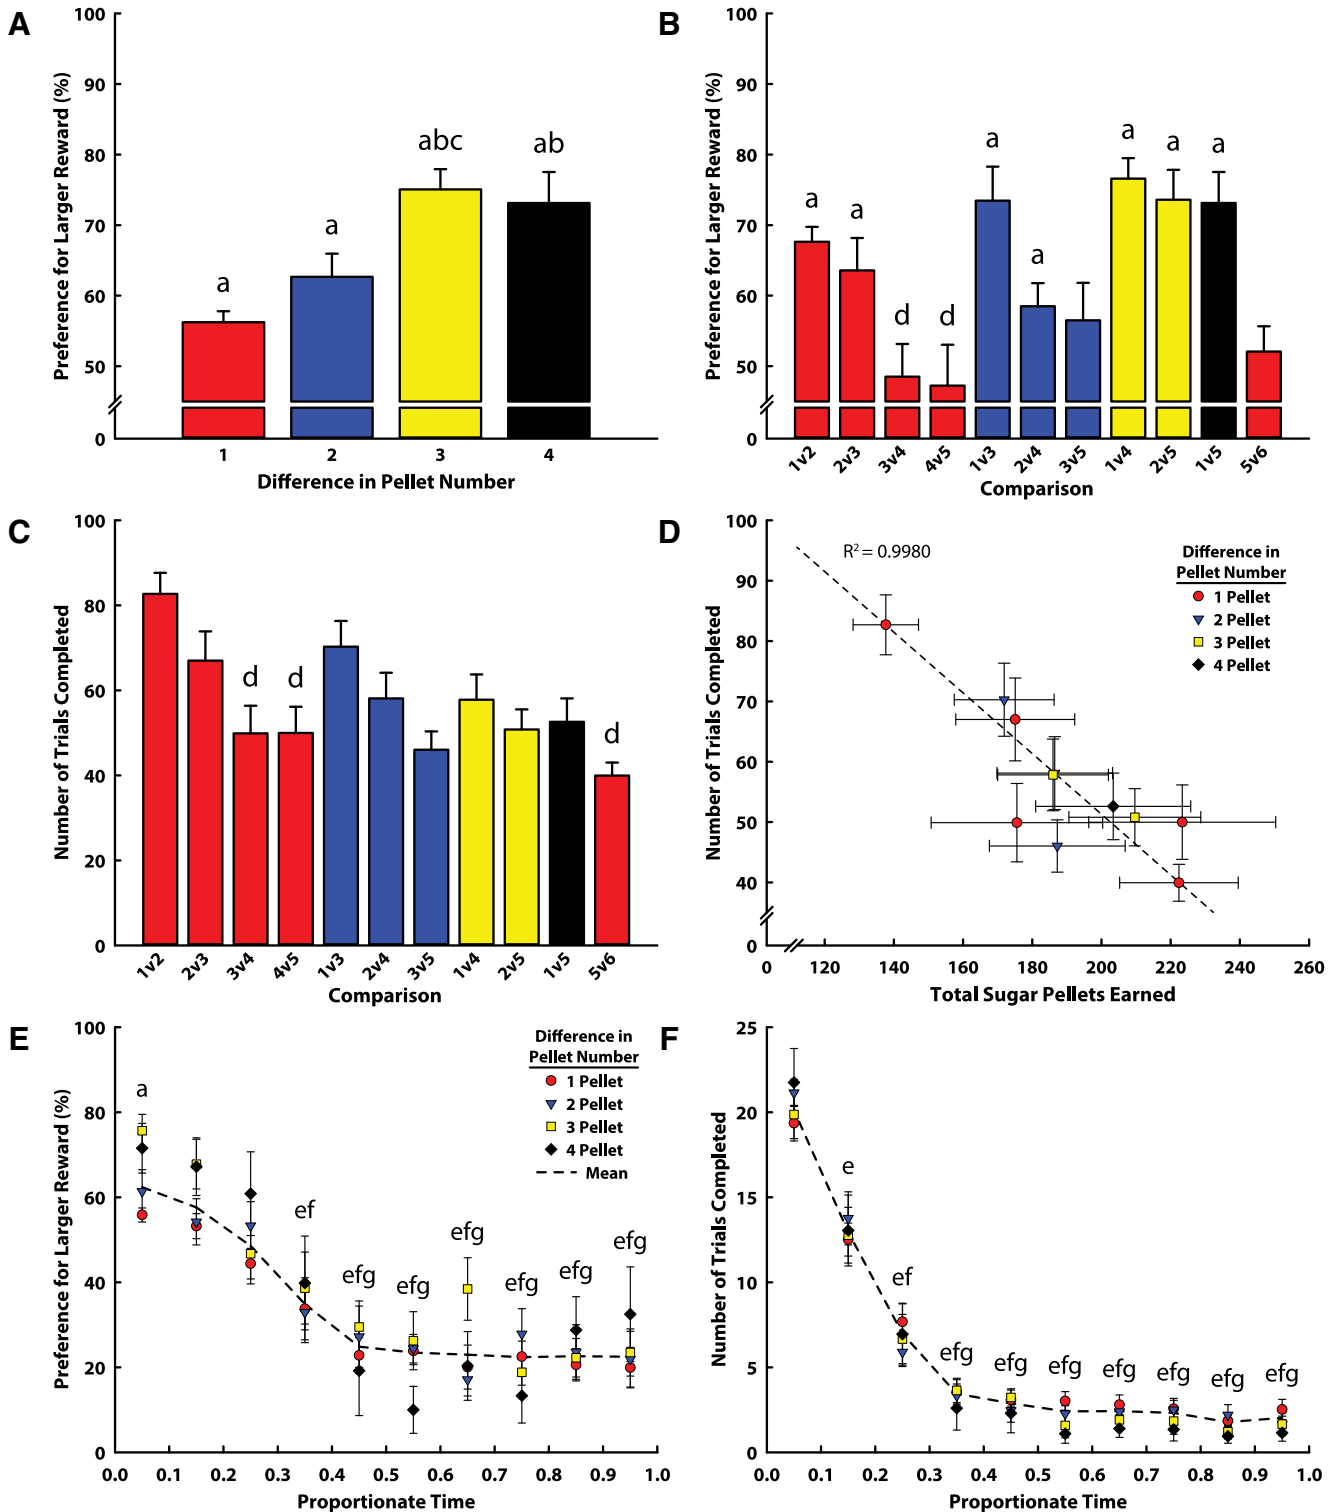 A
Preference for Larger Reward (%)
100
90
80
70
60
50
0
a
a
abc
ab
1
2
3
4
Difference in Pellet Number
B
Preference for Larger Reward (%)
100
90
80
70
60
50
0
a
a
d
d
a
a
a
a
a
1v2
2v3
3v4
4v5
1v3
2v4
3v5
1v4
2v5
1v5
5v6
Comparison
C
Number of Trials Completed
100
80
60
40
20
0
d
d
d
1v2
2v3
3v4
4v5
1v3
2v4
3v5
1v4
2v5
1v5
5v6
Comparison
D
Number of Trials Completed
100
90
80
70
60
50
40
0
R² = 0.9980
Difference in
Pellet Number
1 Pellet
2 Pellet
3 Pellet
4 Pellet
0 120 140 160 180 200 220 240 260
Total Sugar Pellets Earned
E
Preference for Larger Reward (%)
100
80
60
40
20
0
Difference in
Pellet Number
1 Pellet
2 Pellet
3 Pellet
4 Pellet
Mean
a
ef
efg
efg
efg
efg
efg
efg
0.0 0.1 0.2 0.3 0.4 0.5 0.6 0.7 0.8 0.9 1.0
Proportionate Time
F
Number of Trials Completed
25
20
15
10
5
0
e
ef
efg
efg
efg
efg
efg
efg
efg
0.0 0.1 0.2 0.3 0.4 0.5 0.6 0.7 0.8 0.9 1.0
Proportionate Time